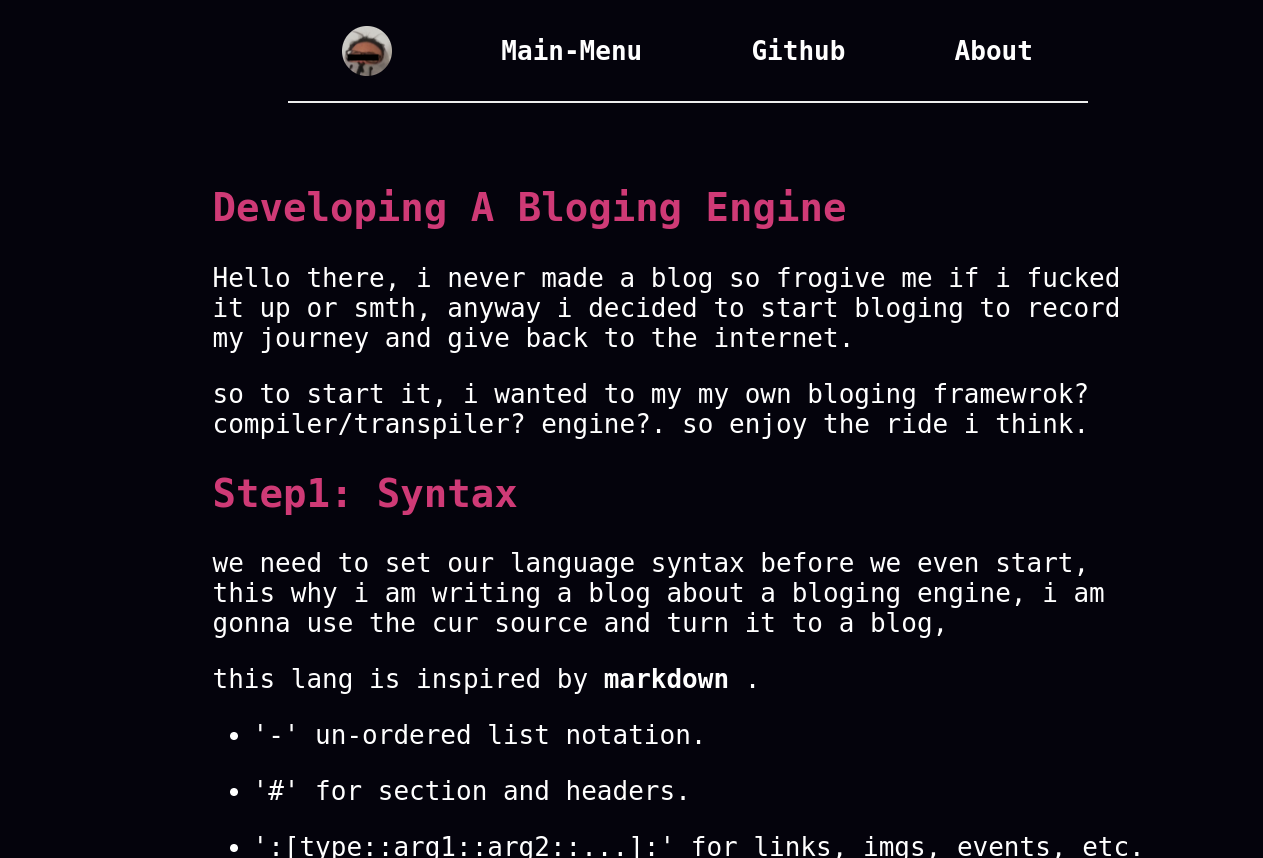 Main-Menu Github About
Developing A Bloging Engine
Hello there, i never made a blog so frogive me if i fucked
it up or smth, anyway i decided to start bloging to record
my journey and give back to the internet.
so to start it, i wanted to my my own bloging framewrok?
compiler/transpiler? engine?. so enjoy the ride i think.
Step1: Syntax
we need to set our language syntax before we even start,
this why i am writing a blog about a bloging engine, i am
gonna use the cur source and turn it to a blog,
this lang is inspired by markdown .
• '-' un-ordered list notation.
• '#' for section and headers.
• ':[type::arg1::arg2::...]:' for links, imgs, events, etc.